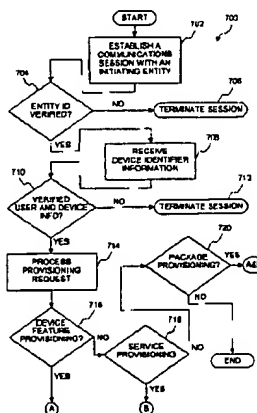 START
702
700
ESTABLISH A
COMMUNICATIONS
SESSION WITH AN
INITIATING ENTITY
704
ENTITY ID
VERIFIED?
NO
706
TERMINATE SESSION
YES
708
RECEIVE
DEVICE IDENTIFIER
INFORMATION
710
VERIFIED
USER AND DEVICE
INFO?
NO
712
TERMINATE SESSION
YES
714
PROCESS
PROVISIONING
REQUEST
720
PACKAGE
PROVISIONING?
YES
NO
716
DEVICE
FEATURE
PROVISIONING?
NO
718
SERVICE
PROVISIONING
NO
END
YES
YES
A
B